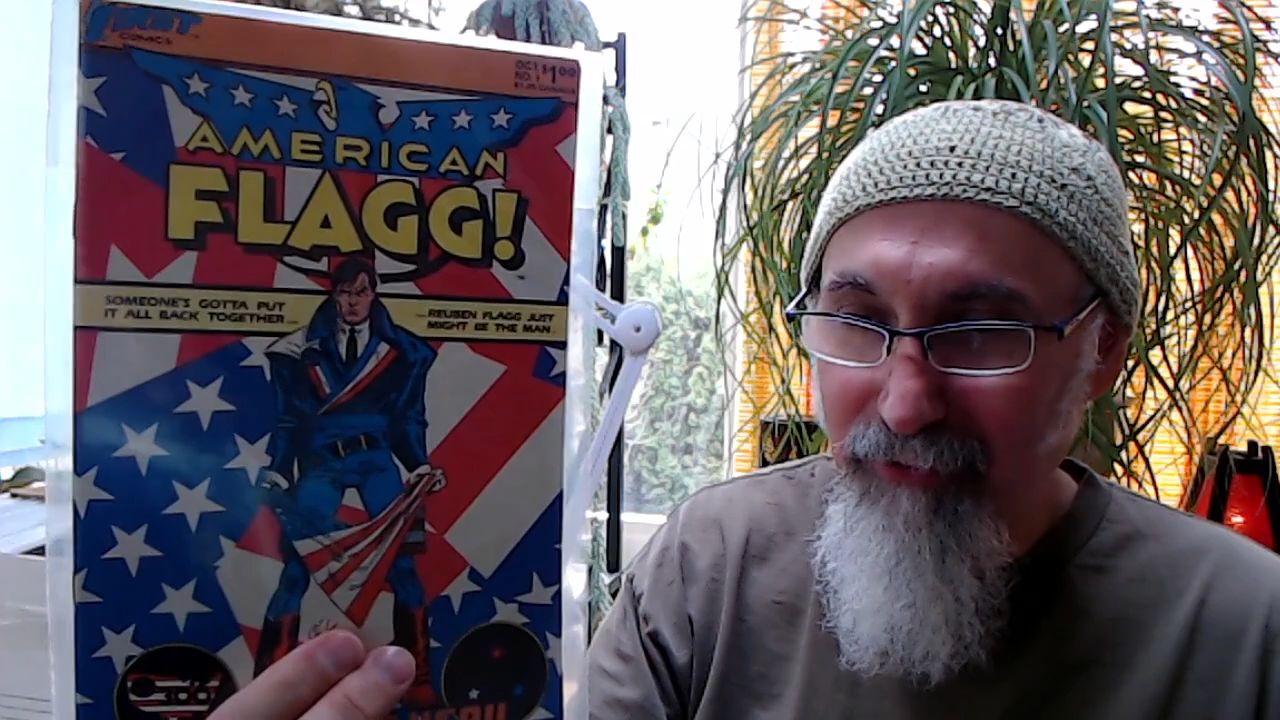 FIRST
COMICS
OCT $1.00
NO. 1
AMERICAN
FLAGG!
SOMEONE'S GOTTA PUT
IT ALL BACK TOGETHER...
...REUBEN FLAGG JUST
MIGHT BE THE MAN